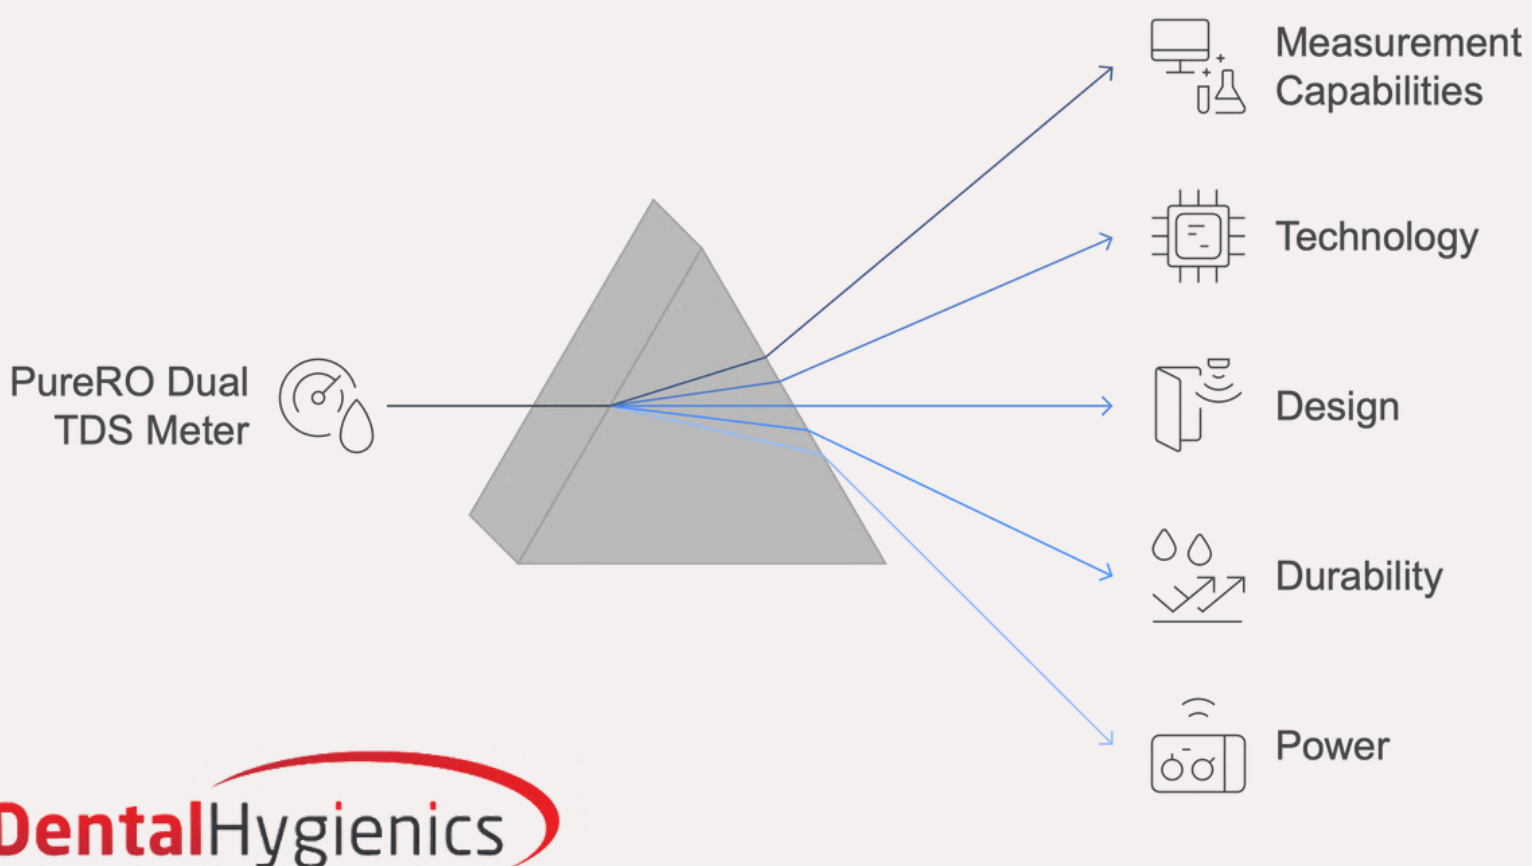 Measurement
Capabilities
Technology
PureRO Dual
TDS Meter
Design
Durability
Power
DentalHygienics